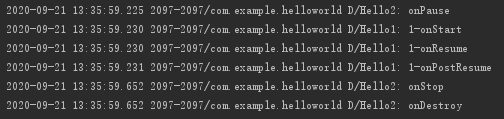 2020-09-21 13:35:59.225 2097-2097/com.example.helloworld D/Hello2: onPause
2020-09-21 13:35:59.230 2097-2097/com.example.helloworld D/Hello1: 1-onStart
2020-09-21 13:35:59.230 2097-2097/com.example.helloworld D/Hello1: 1-onResume
2020-09-21 13:35:59.231 2097-2097/com.example.helloworld D/Hello1: 1-onPostResume
2020-09-21 13:35:59.652 2097-2097/com.example.helloworld D/Hello2: onStop
2020-09-21 13:35:59.652 2097-2097/com.example.helloworld D/Hello2: onDestroy